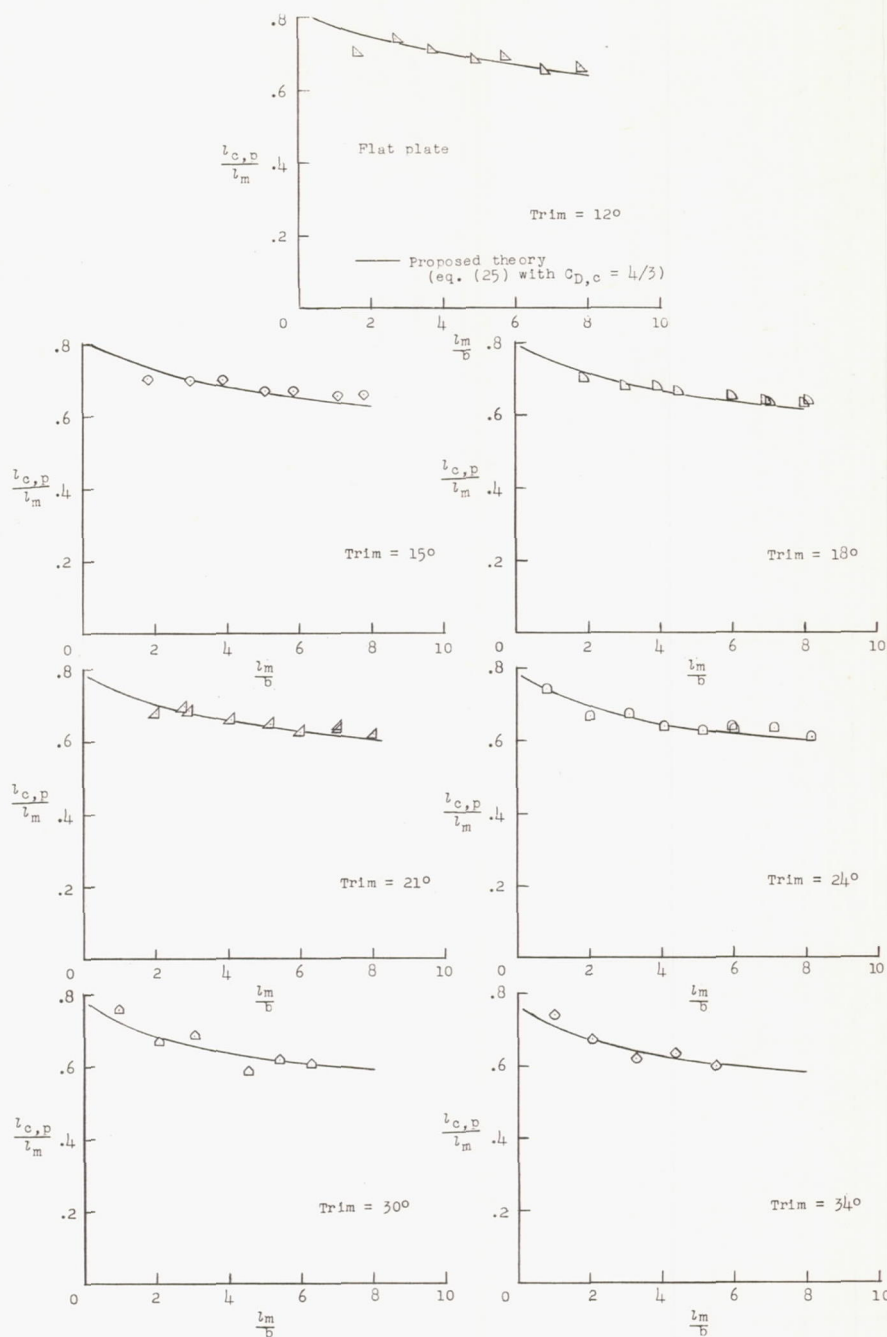 .8
.6
l_c,p
l_m
.4
.2
0
Flat plate
Trim = 12°
Proposed theory
(eq. (25) with C_D,c = 4/3)
2 4 6 8 10
l_m
b
.8
.6
l_c,p
l_m
.4
.2
0
Trim = 15°
2 4 6 8 10
l_m
b
.8
.6
l_c,p
l_m
.4
.2
0
Trim = 18°
2 4 6 8 10
l_m
b
.8
.6
l_c,p
l_m
.4
.2
0
Trim = 21°
2 4 6 8 10
l_m
b
.8
.6
l_c,p
l_m
.4
.2
0
Trim = 24°
2 4 6 8 10
l_m
b
.8
.6
l_c,p
l_m
.4
.2
0
Trim = 30°
2 4 6 8 10
l_m
b
.8
.6
l_c,p
l_m
.4
.2
0
Trim = 34°
2 4 6 8 10
l_m
b